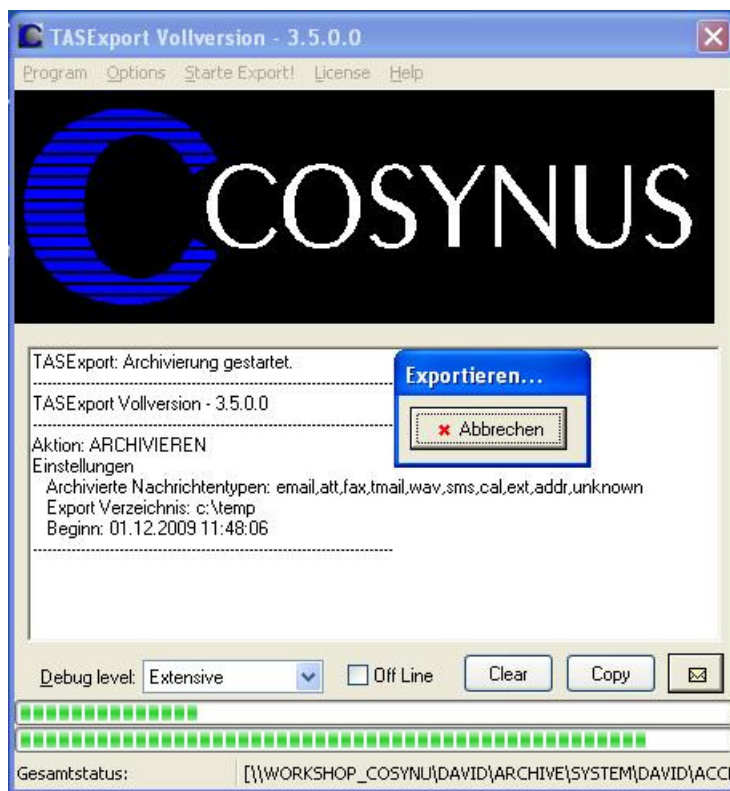 TASExport Vollversion - 3.5.0.0
Program Options Starte Export! License Help
COSYNUS
TASExport: Archivierung gestartet.
TASExport Vollversion - 3.5.0.0
Aktion: ARCHIVIEREN
Einstellungen
Archivierte Nachrichtentypen: email,att,fax,tmail,wav,sms,cal,ext,addr,unknown
Export Verzeichnis: c:\temp
Beginn: 01.12.2009 11:48:06
Exportieren...
Abbrechen
Debug level: Extensive Off Line Clear Copy
Gesamtstatus: [\\WORKSHOP_COSYNU\DAVID\ARCHIVE\SYSTEM\DAVID\ACC